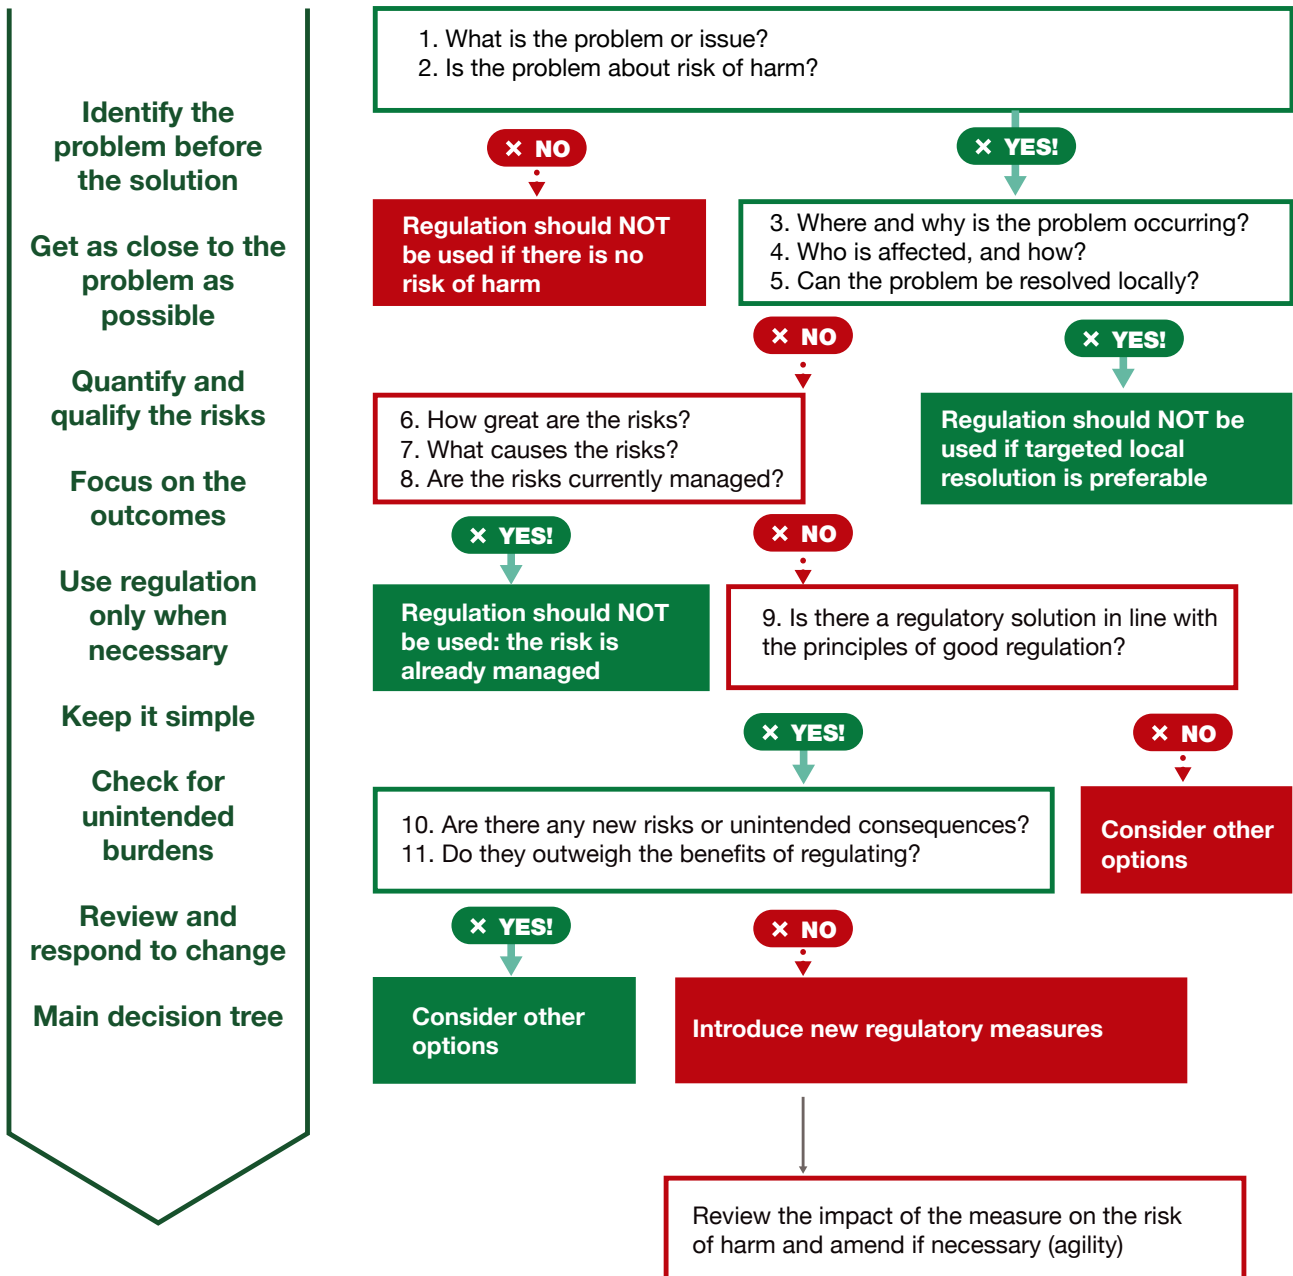 Identify the
problem before
the solution
Get as close to the
problem as
possible
Quantify and
qualify the risks
Focus on the
outcomes
Use regulation
only when
necessary
Keep it simple
Check for
unintended
burdens
Review and
respond to change
Main decision tree
1. What is the problem or issue?
2. Is the problem about risk of harm?
× NO
× YES!
Regulation should NOT
be used if there is no
risk of harm
3. Where and why is the problem occurring?
4. Who is affected, and how?
5. Can the problem be resolved locally?
× NO
× YES!
6. How great are the risks?
7. What causes the risks?
8. Are the risks currently managed?
Regulation should NOT be
used if targeted local
resolution is preferable
× YES!
× NO
Regulation should NOT
be used: the risk is
already managed
9. Is there a regulatory solution in line with
the principles of good regulation?
× YES!
× NO
10. Are there any new risks or unintended consequences?
11. Do they outweigh the benefits of regulating?
Consider other
options
× YES!
× NO
Consider other
options
Introduce new regulatory measures
Review the impact of the measure on the risk
of harm and amend if necessary (agility)